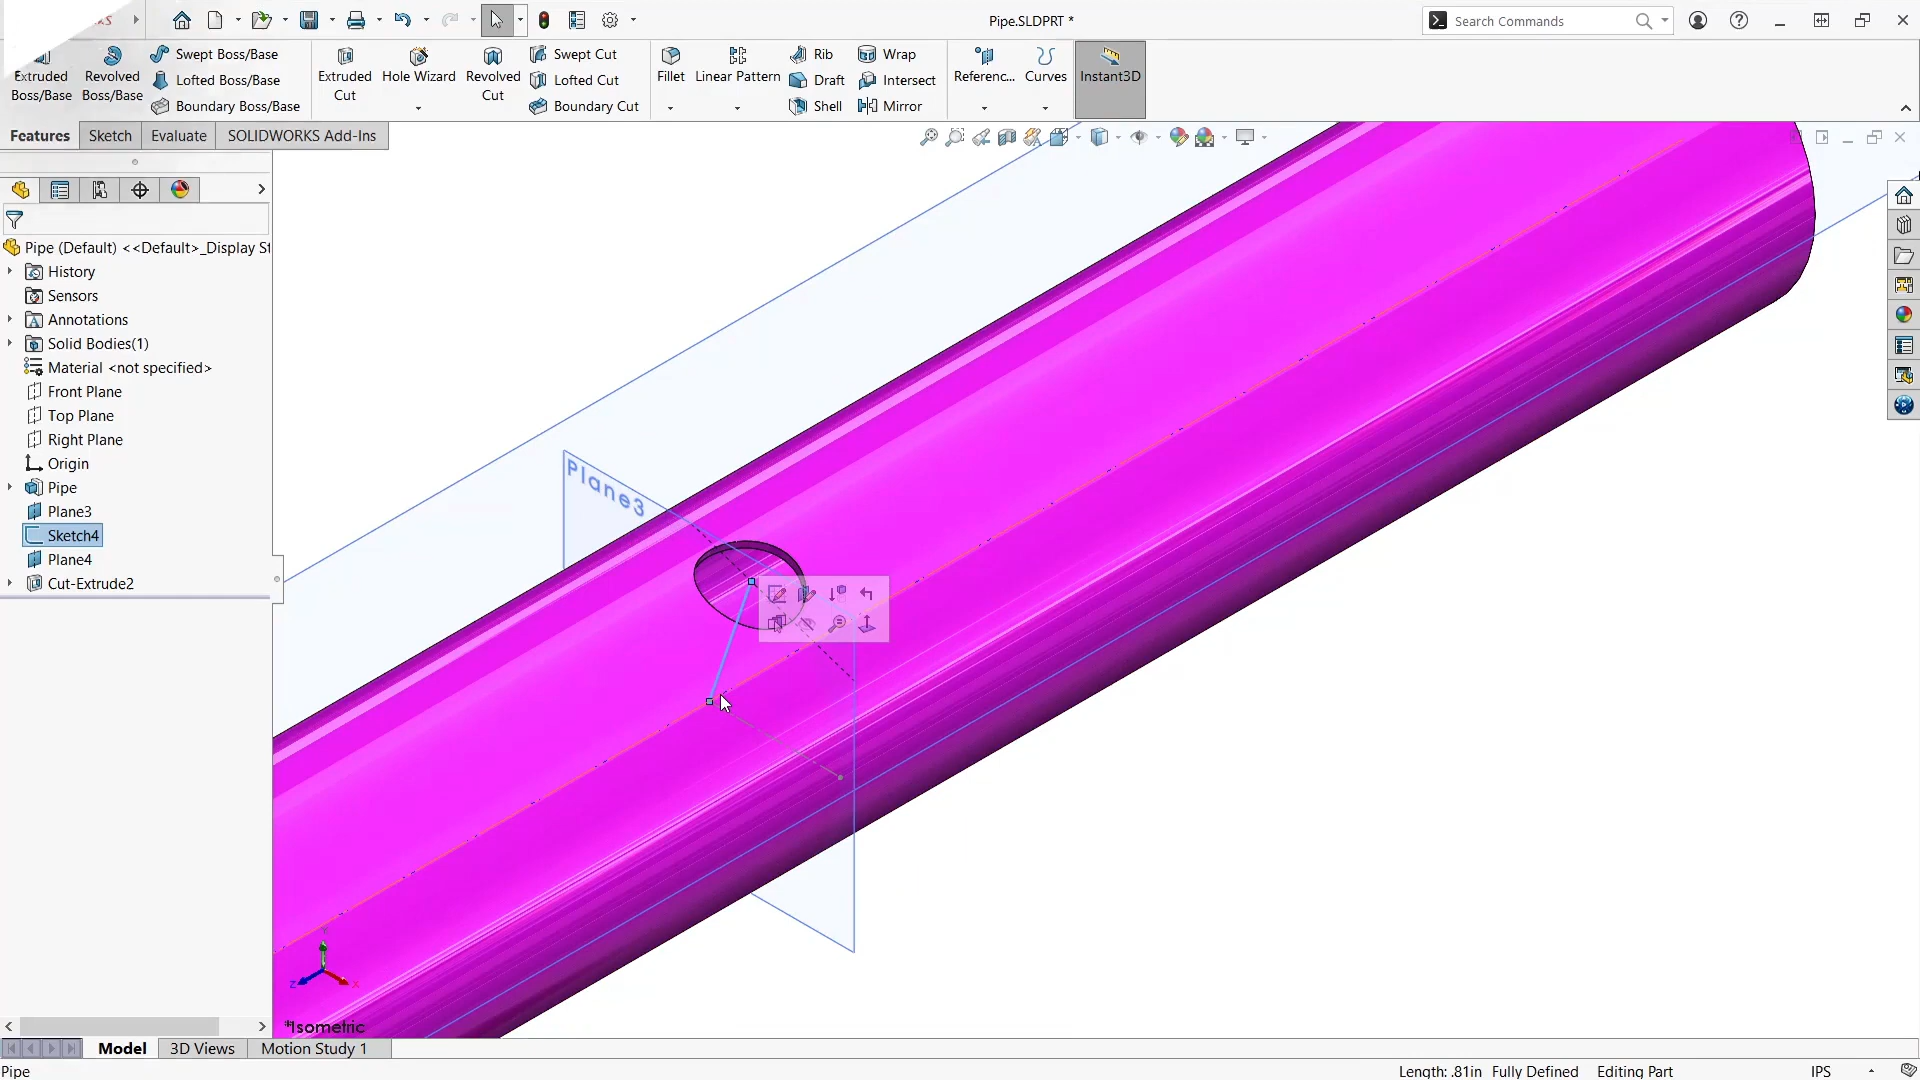 Pipe.SLDPRT *
Search Commands
Extruded Boss/Base
Revolved Boss/Base
Swept Boss/Base
Lofted Boss/Base
Boundary Boss/Base
Extruded Cut
Hole Wizard
Revolved Cut
Swept Cut
Lofted Cut
Boundary Cut
Fillet
Linear Pattern
Rib
Draft
Shell
Wrap
Intersect
Mirror
Referenc...
Curves
Instant3D
Features
Sketch
Evaluate
SOLIDWORKS Add-Ins
Pipe (Default) <<Default>_Display St
History
Sensors
Annotations
Solid Bodies(1)
Material <not specified>
Front Plane
Top Plane
Right Plane
Origin
Pipe
Plane3
Sketch4
Plane4
Cut-Extrude2
Plane3
Y
Z
X
*Isometric
Model
3D Views
Motion Study 1
Pipe
Length: .81in
Fully Defined
Editing Part
IPS